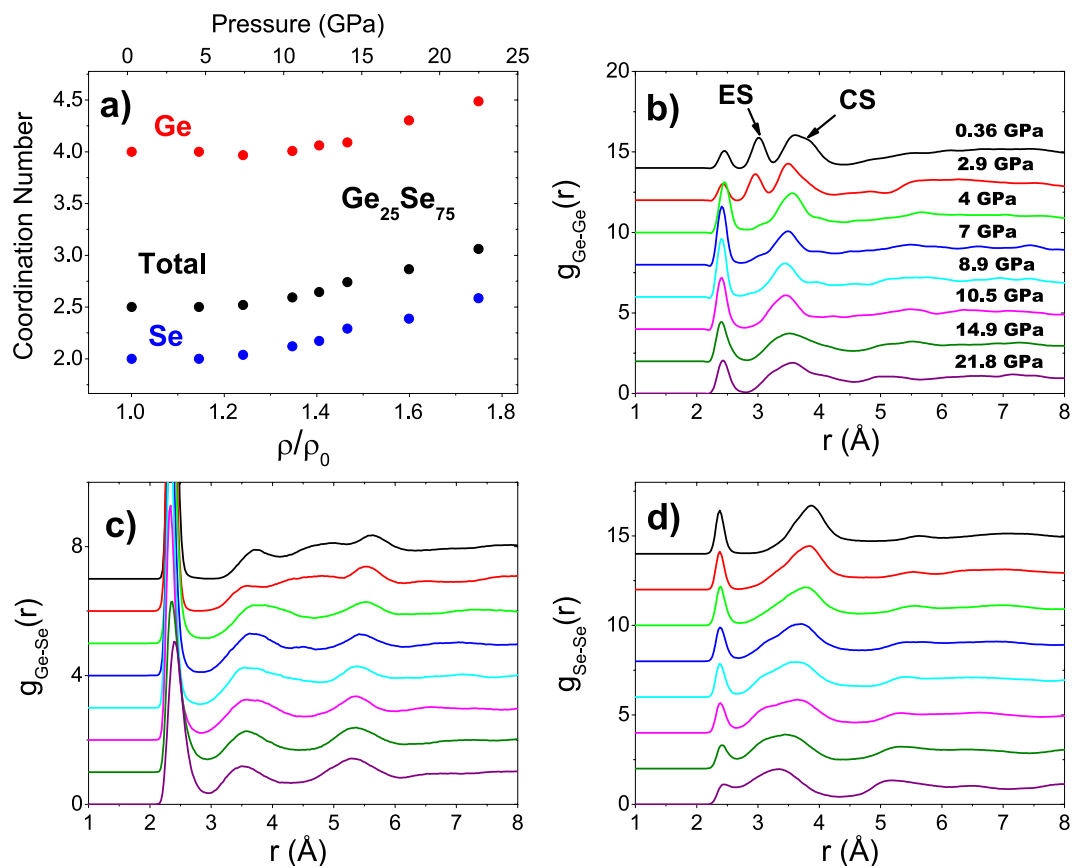 Pressure (GPa)
0 5 10 15 20 25
a)
4.5
4.0
3.5
3.0
2.5
2.0
Coordination Number
Ge
Ge₂₅Se₇₅
Total
Se
1.0 1.2 1.4 1.6 1.8
ρ/ρ₀
b)
20
15
10
5
0
g_Ge-Ge(r)
ES CS
0.36 GPa
2.9 GPa
4 GPa
7 GPa
8.9 GPa
10.5 GPa
14.9 GPa
21.8 GPa
1 2 3 4 5 6 7 8
r (Å)
c)
8
4
0
g_Ge-Se(r)
1 2 3 4 5 6 7 8
r (Å)
d)
15
10
5
0
g_Se-Se(r)
1 2 3 4 5 6 7 8
r (Å)